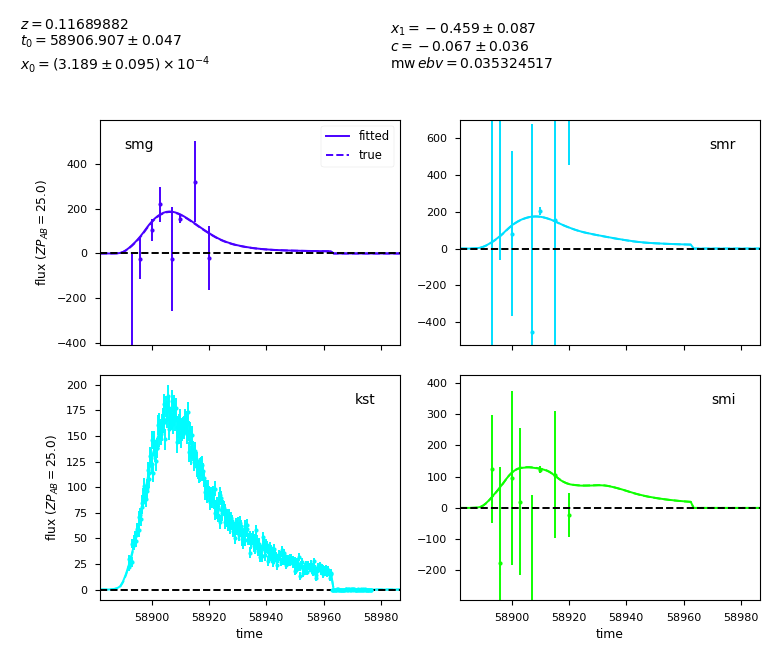 z = 0.11689882
t₀ = 58906.907 ± 0.047
x₀ = (3.189 ± 0.095) × 10⁻⁴
x₁ = −0.459 ± 0.087
c = −0.067 ± 0.036
mw ebv = 0.035324517
smg
fitted
true
400
200
0
−200
−400
flux (ZP_AB = 25.0)
smr
600
400
200
0
−200
−400
kst
200
175
150
125
100
75
50
25
0
flux (ZP_AB = 25.0)
58900 58920 58940 58960 58980
time
smi
400
300
200
100
0
−100
−200
58900 58920 58940 58960 58980
time